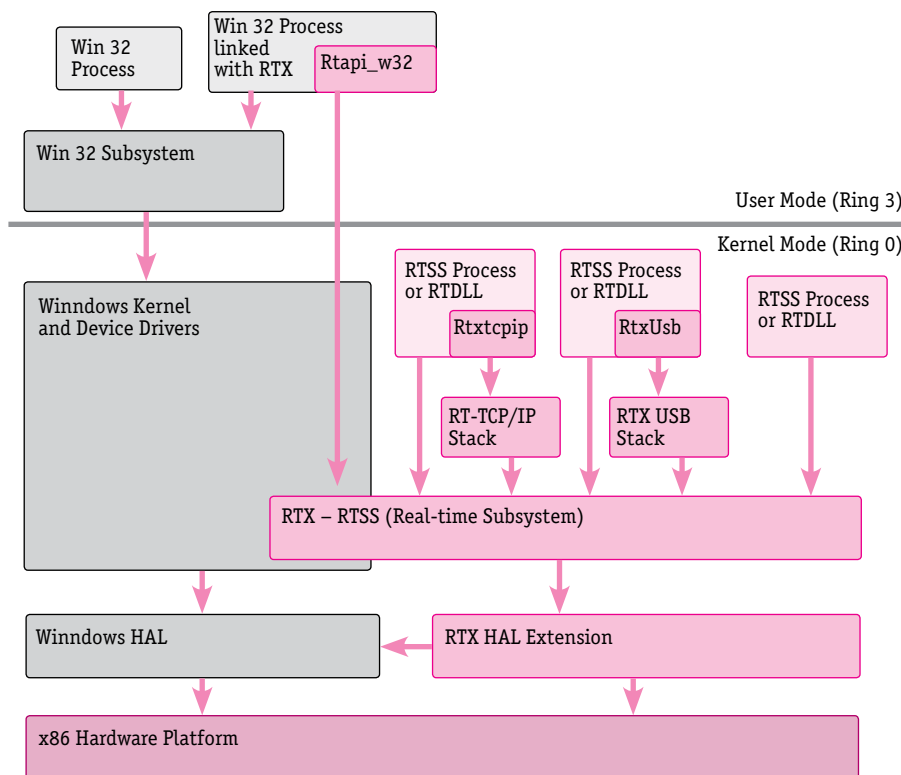 Win 32
Process
Win 32 Process
linked
with RTX
Rtapi_w32
Win 32 Subsystem
User Mode (Ring 3)
Kernel Mode (Ring 0)
Winndows Kernel
and Device Drivers
RTSS Process
or RTDLL
Rtxtcpip
RTSS Process
or RTDLL
RtxUsb
RTSS Process
or RTDLL
RT-TCP/IP
Stack
RTX USB
Stack
RTX – RTSS (Real-time Subsystem)
Winndows HAL
RTX HAL Extension
x86 Hardware Platform